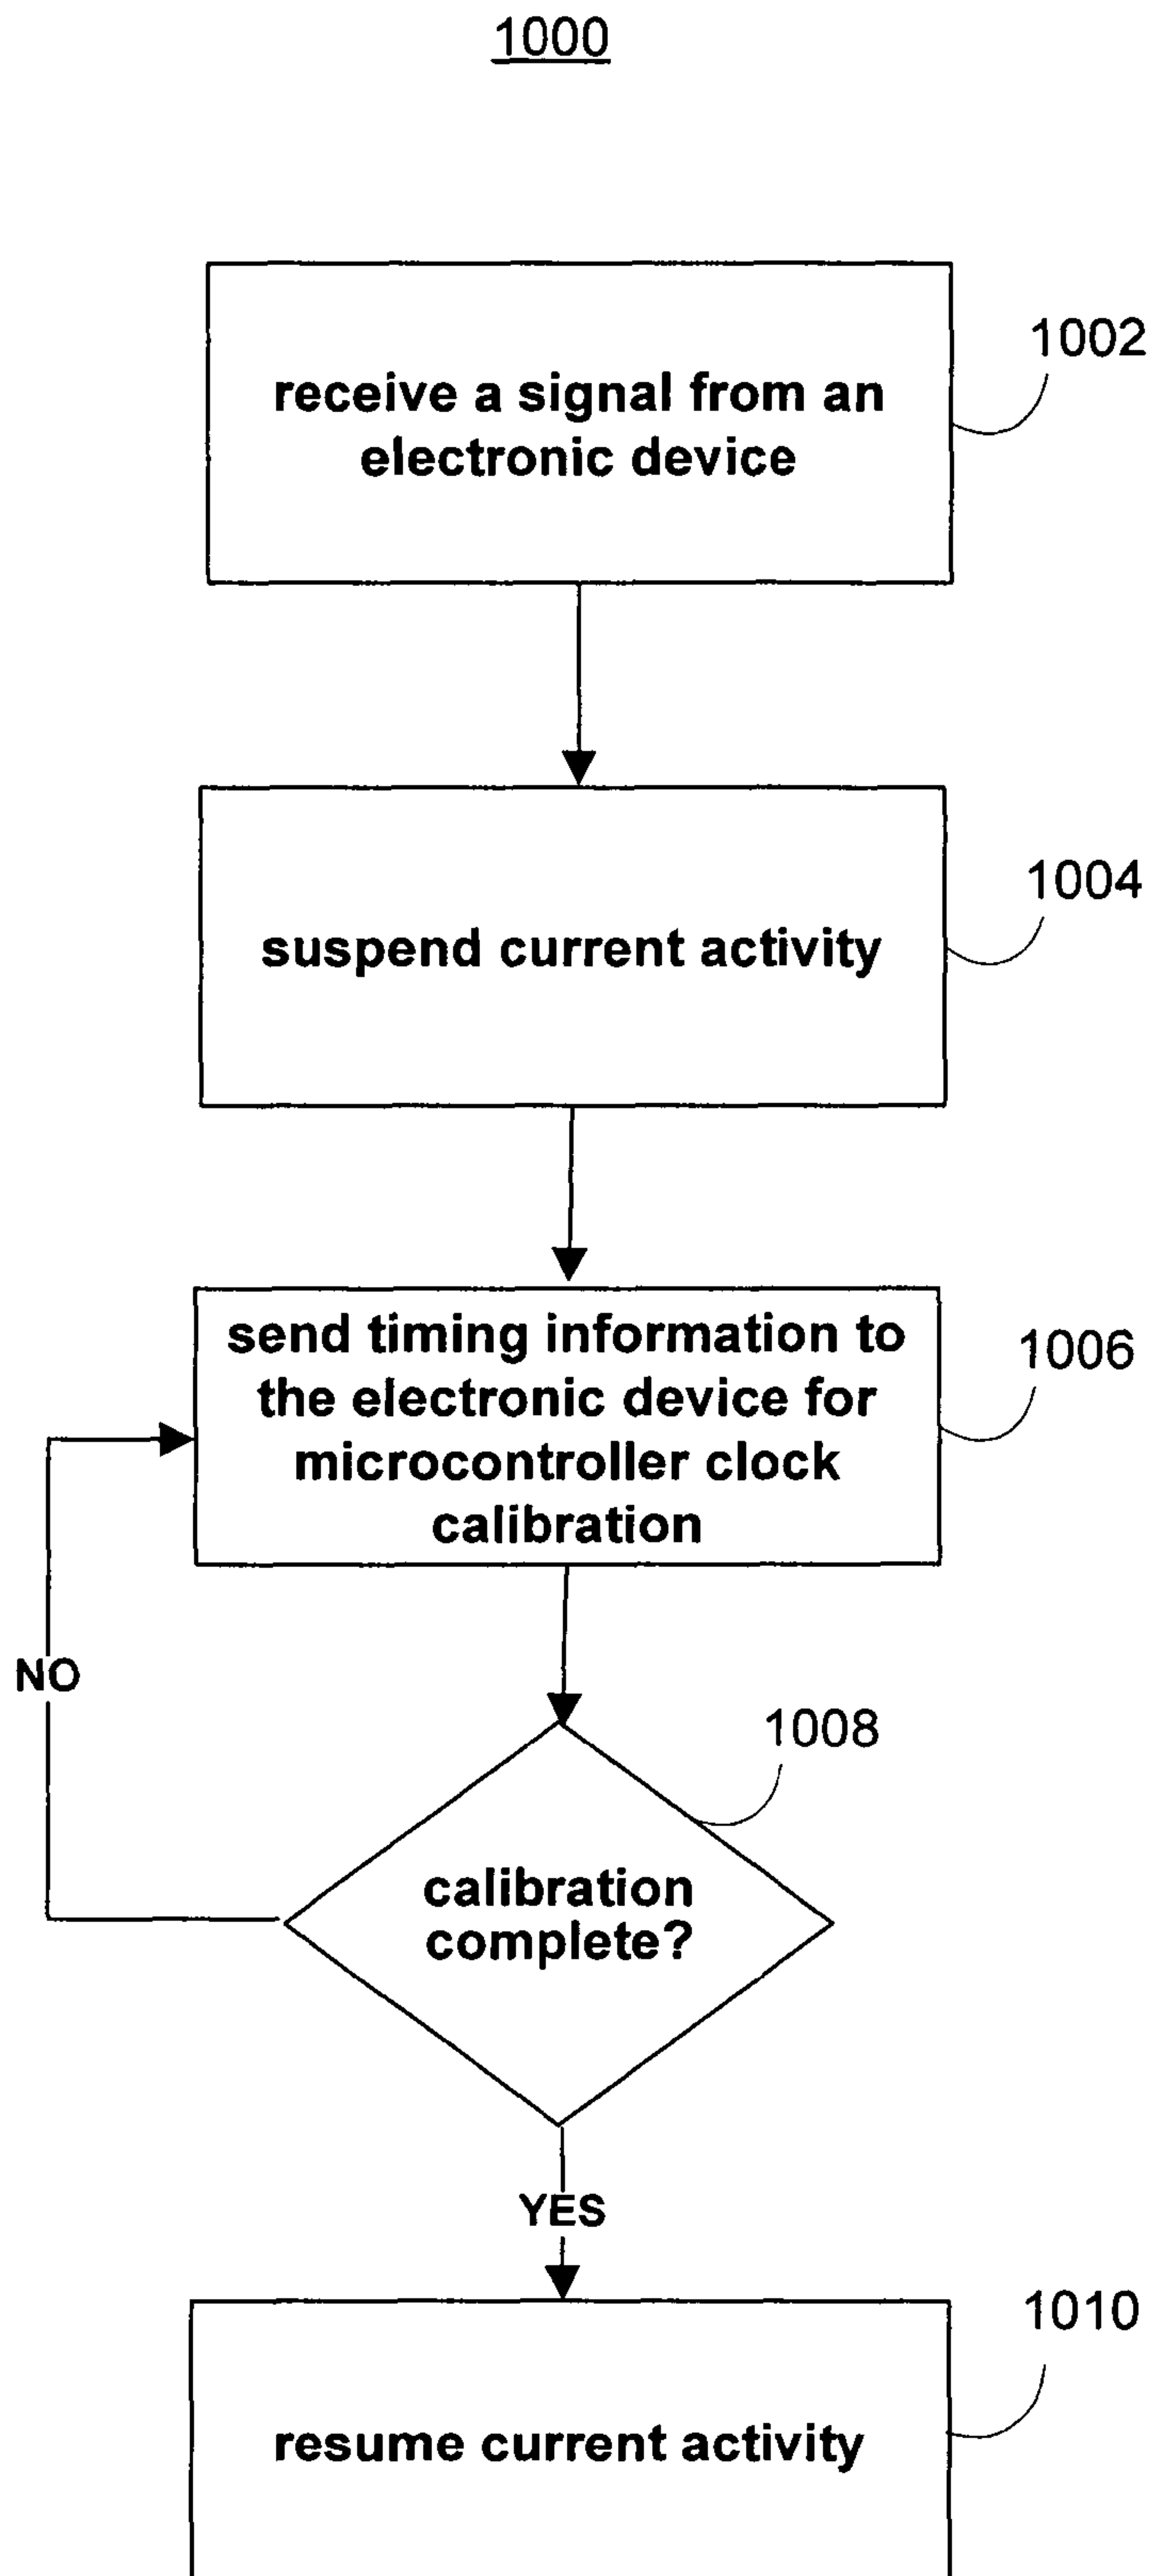 1000
1002
receive a signal from an
electronic device
1004
suspend current activity
1006
send timing information to
the electronic device for
microcontroller clock
calibration
NO
1008
calibration
complete?
YES
1010
resume current activity